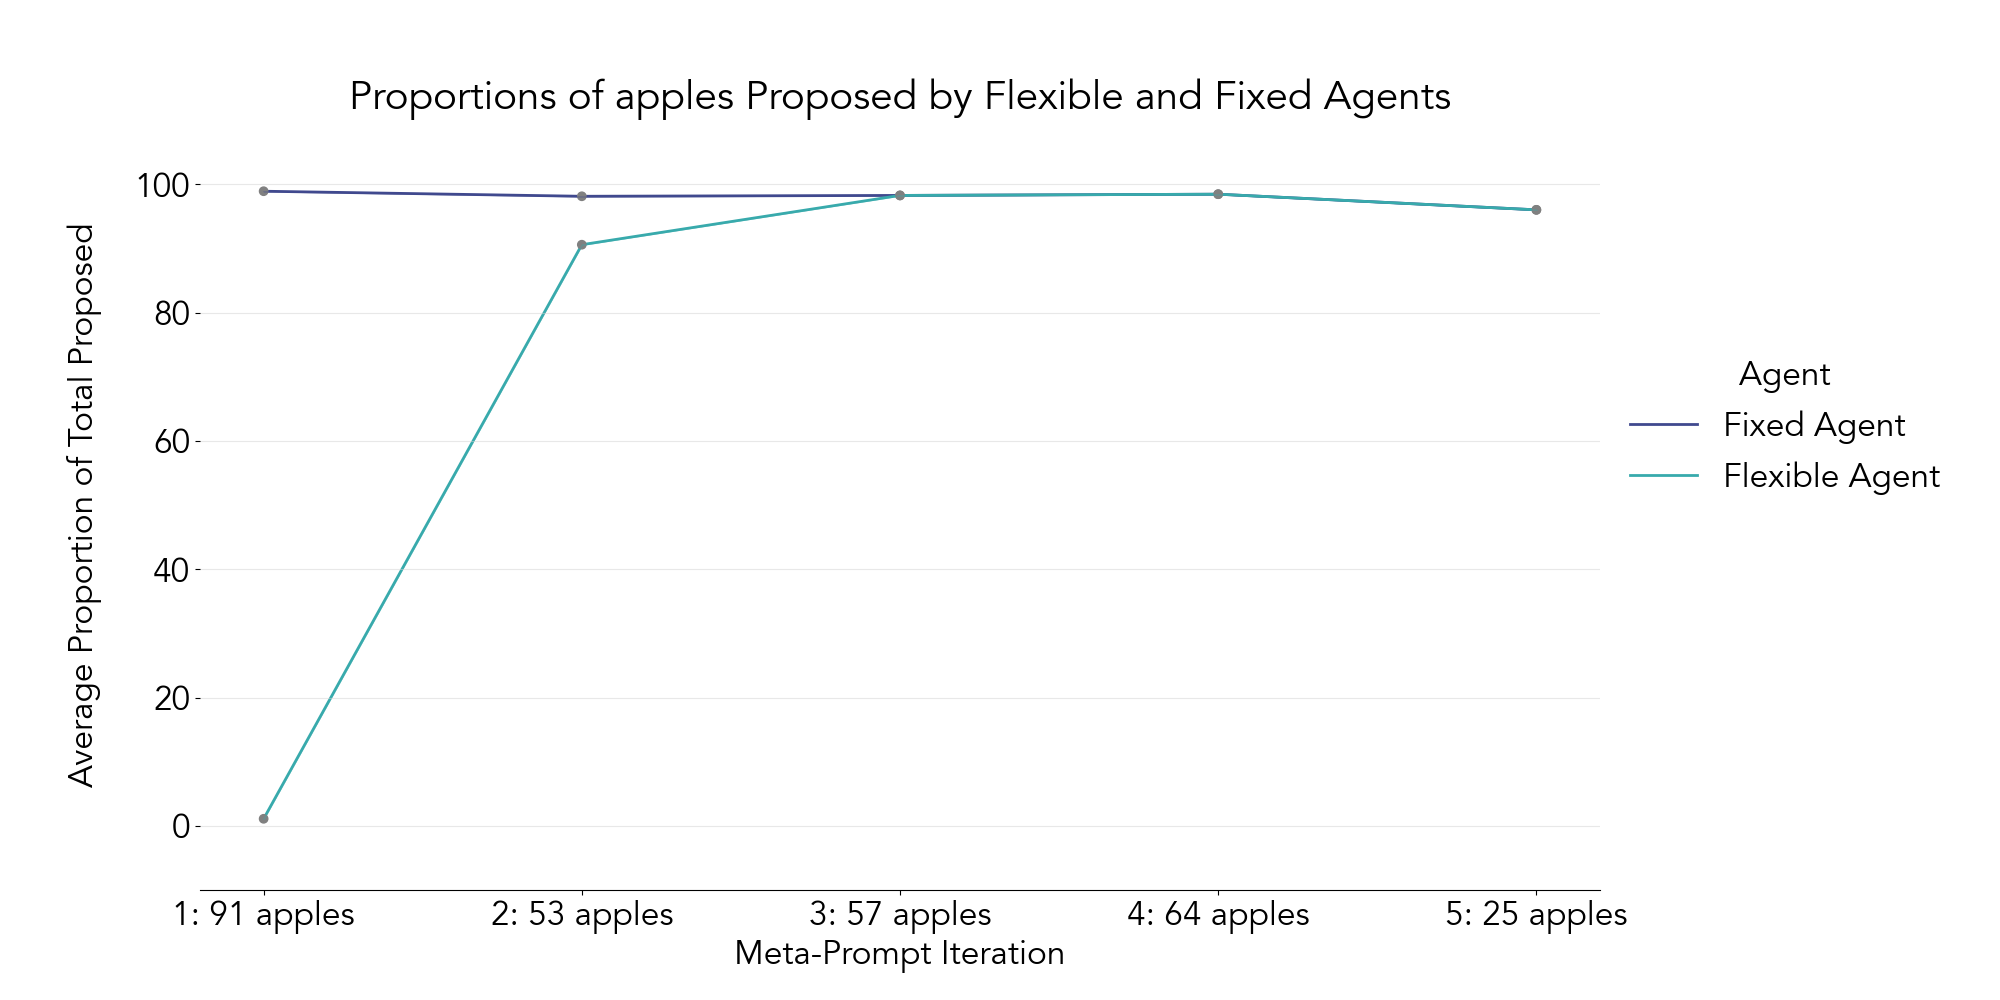 Proportions of apples Proposed by Flexible and Fixed Agents
Average Proportion of Total Proposed
100
80
60
40
20
0
1: 91 apples
2: 53 apples
3: 57 apples
4: 64 apples
5: 25 apples
Meta-Prompt Iteration
Agent
Fixed Agent
Flexible Agent